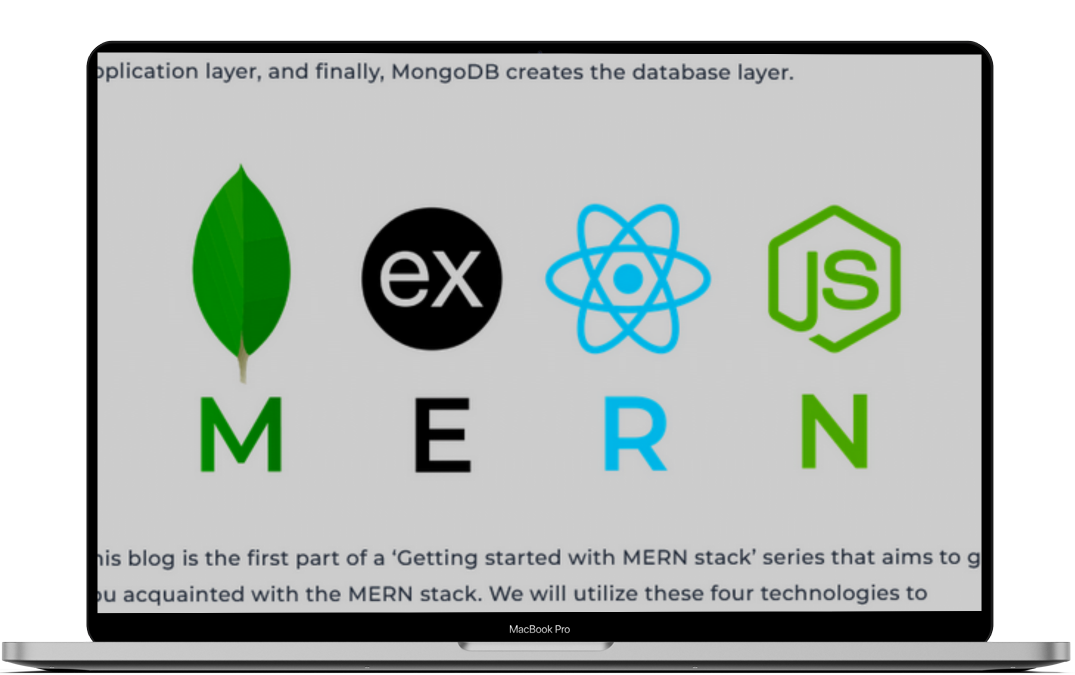 pplication layer, and finally, MongoDB creates the database layer.
ex
JS
M E R N
his blog is the first part of a ‘Getting started with MERN stack’ series that aims to g
ou acquainted with the MERN stack. We will utilize these four technologies to
MacBook Pro